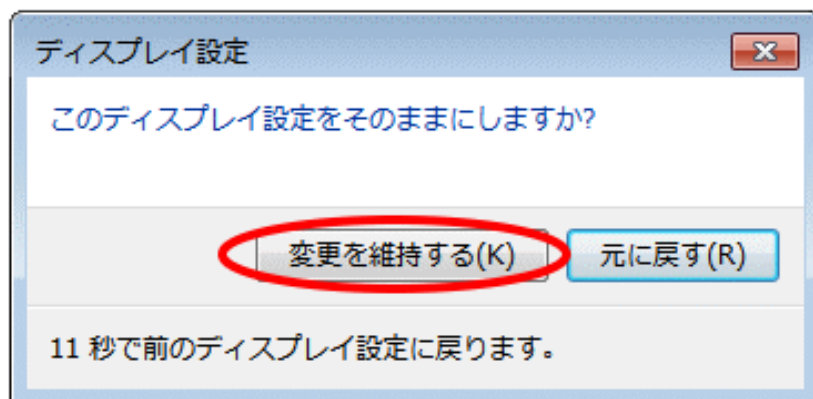 ディスプレイ設定
このディスプレイ設定をそのままにしますか?
変更を維持する(K) 元に戻す(R)
11 秒で前のディスプレイ設定に戻ります。